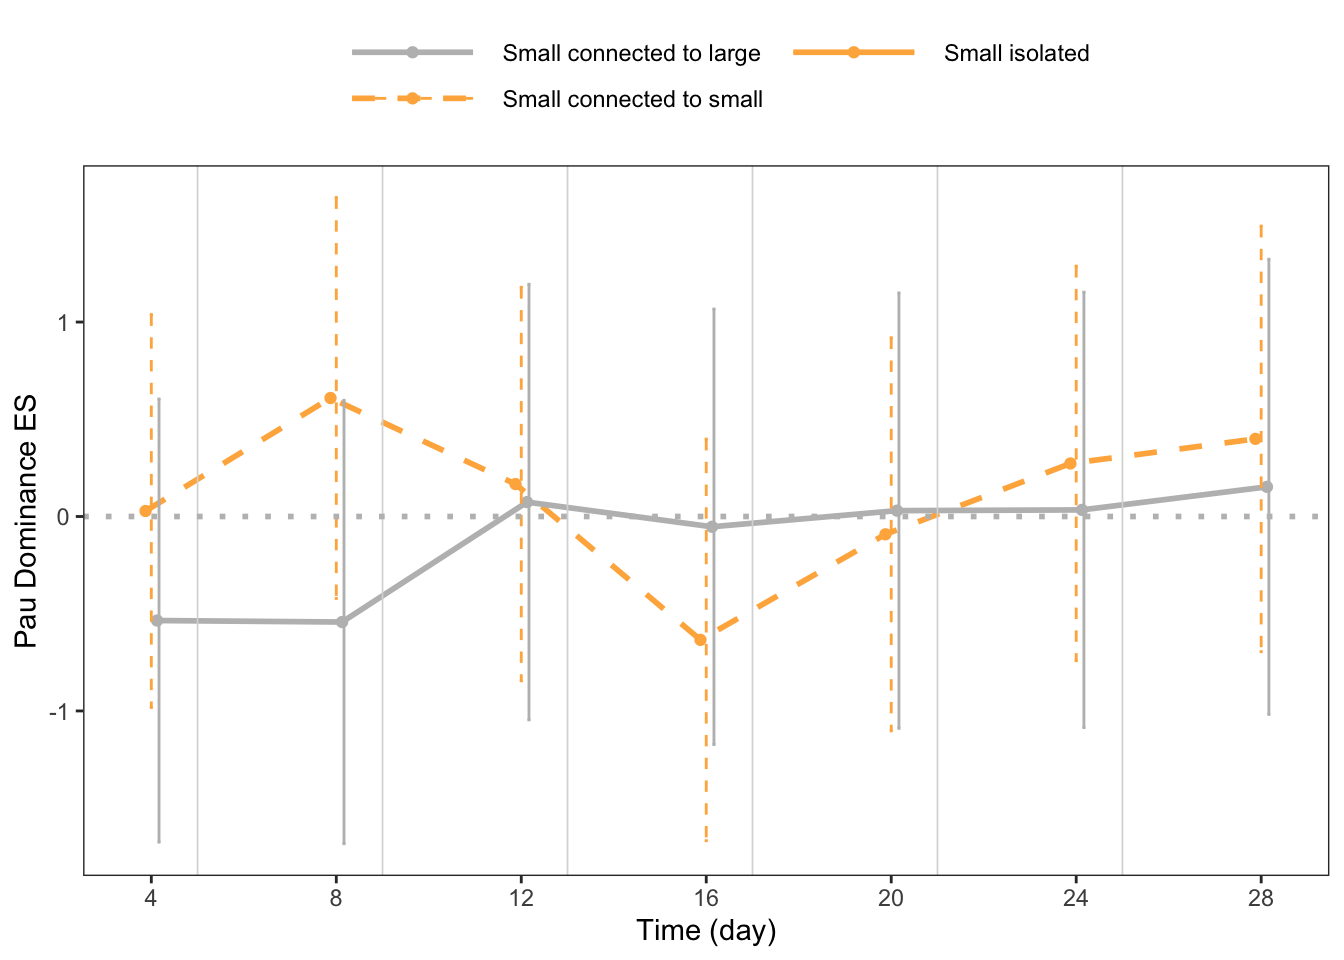 Small connected to large
Small isolated
Small connected to small
Pau Dominance ES
1
0
-1
4 8 12 16 20 24 28
Time (day)